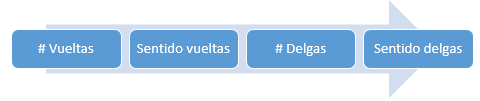 # Vueltas
Sentido vueltas
# Delgas
Sentido delgas